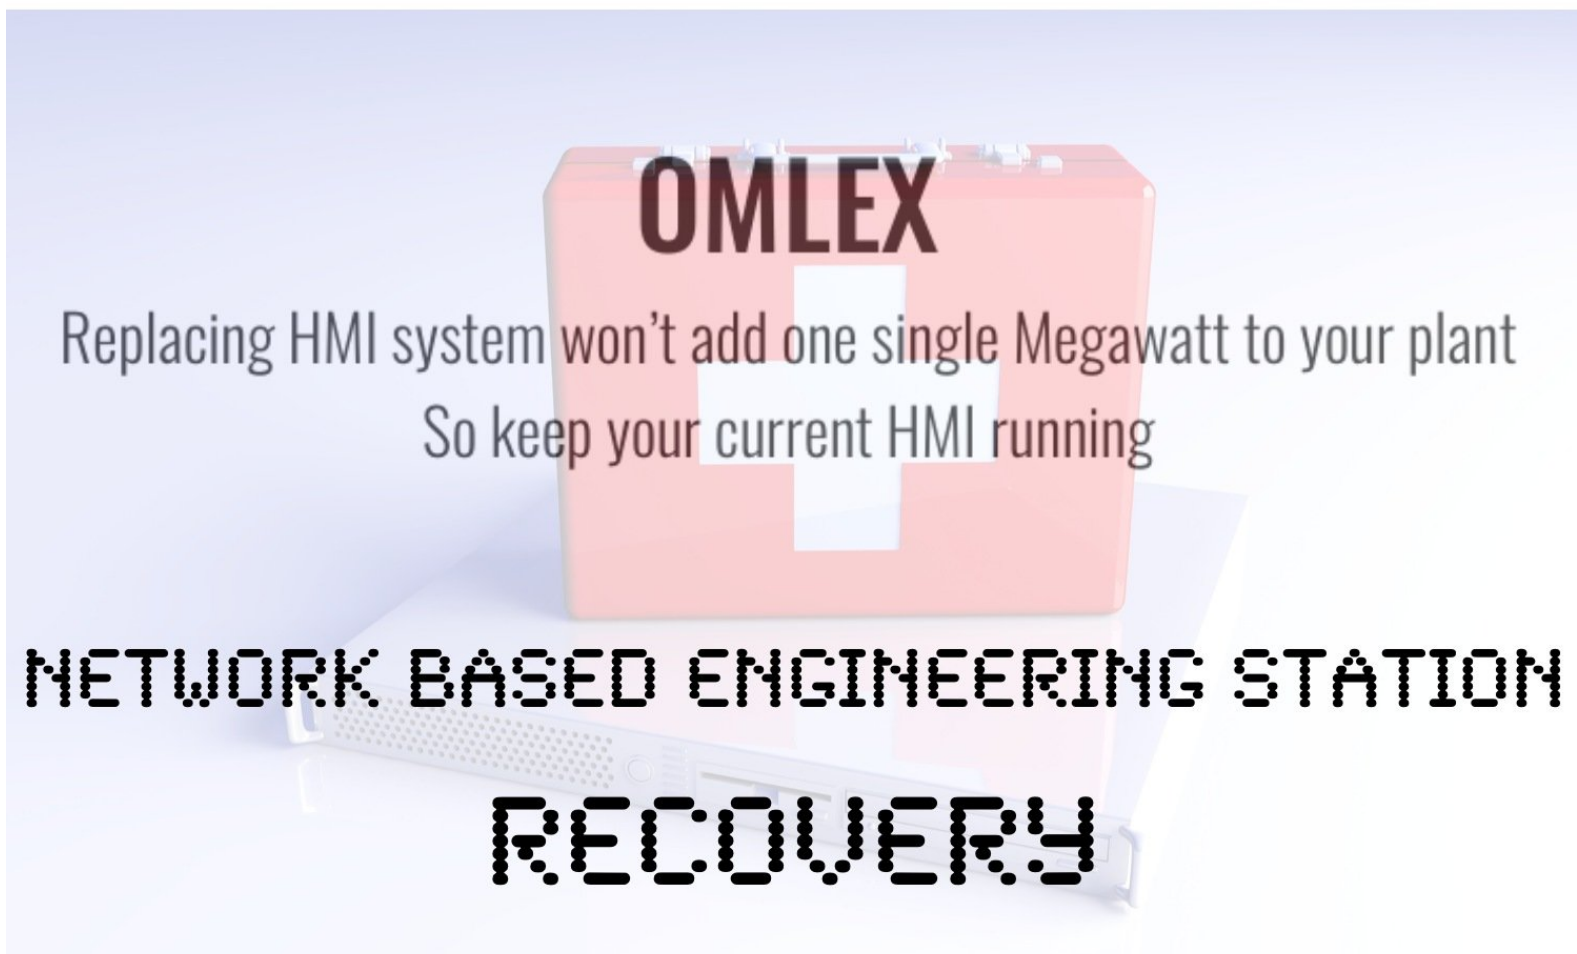 OMLEX
Replacing HMI system won't add one single Megawatt to your plant
So keep your current HMI running
NETWORK BASED ENGINEERING STATION
RECOVERY